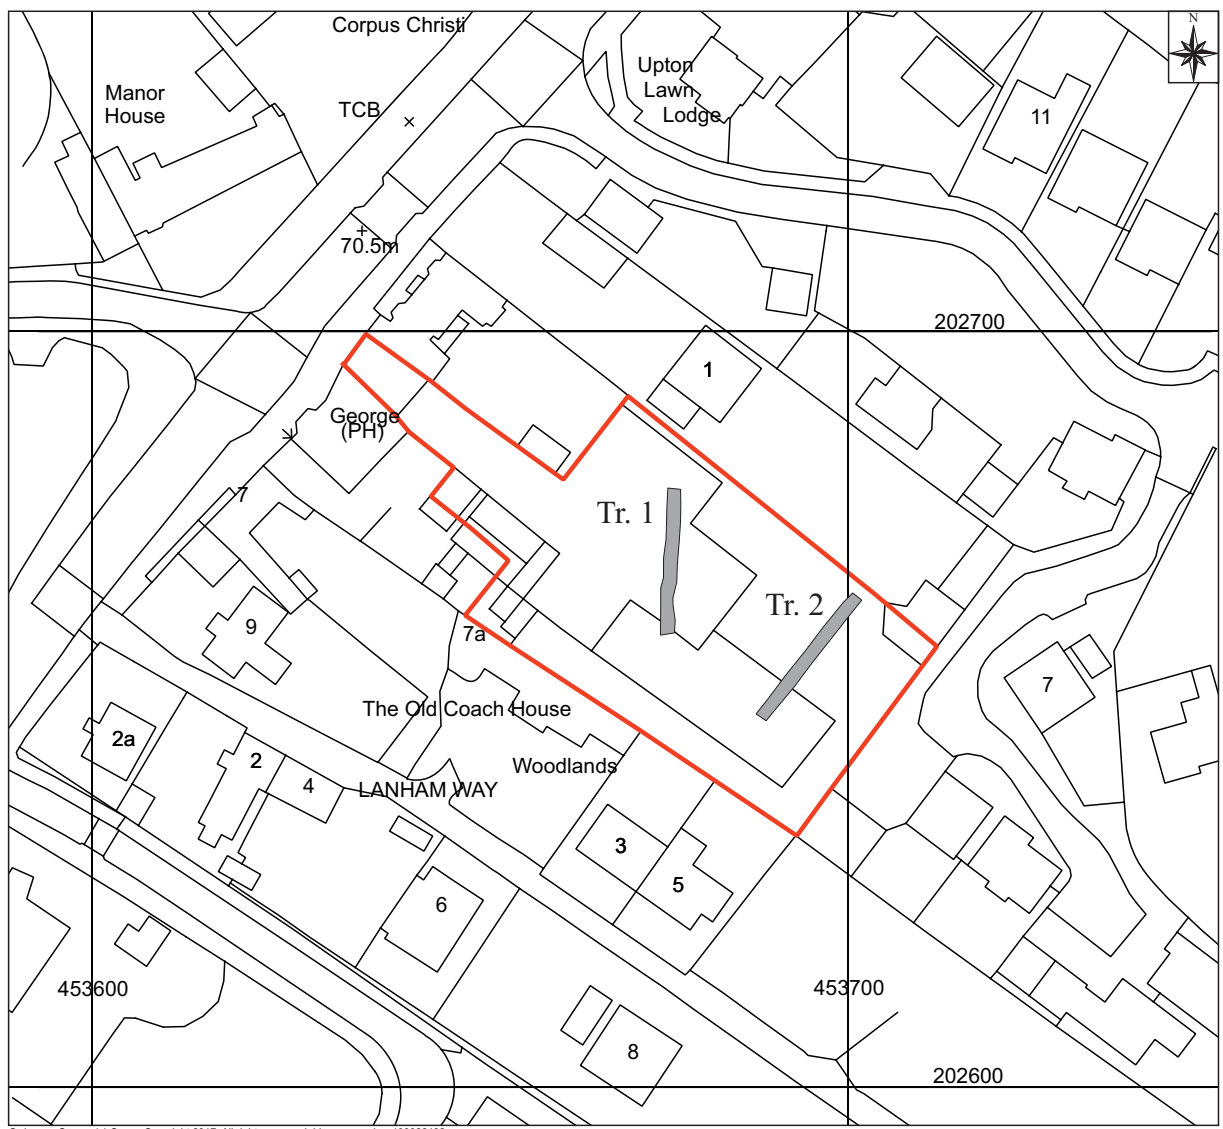 Corpus Christi
N
Upton
Lawn
Lodge
Manor
House
TCB
11
70.5m
202700
1
George
(PH)
7
Tr. 1
Tr. 2
9
7a
7
The Old Coach House
2a
2
Woodlands
4
LANHAM WAY
3
5
6
453600
453700
8
202600